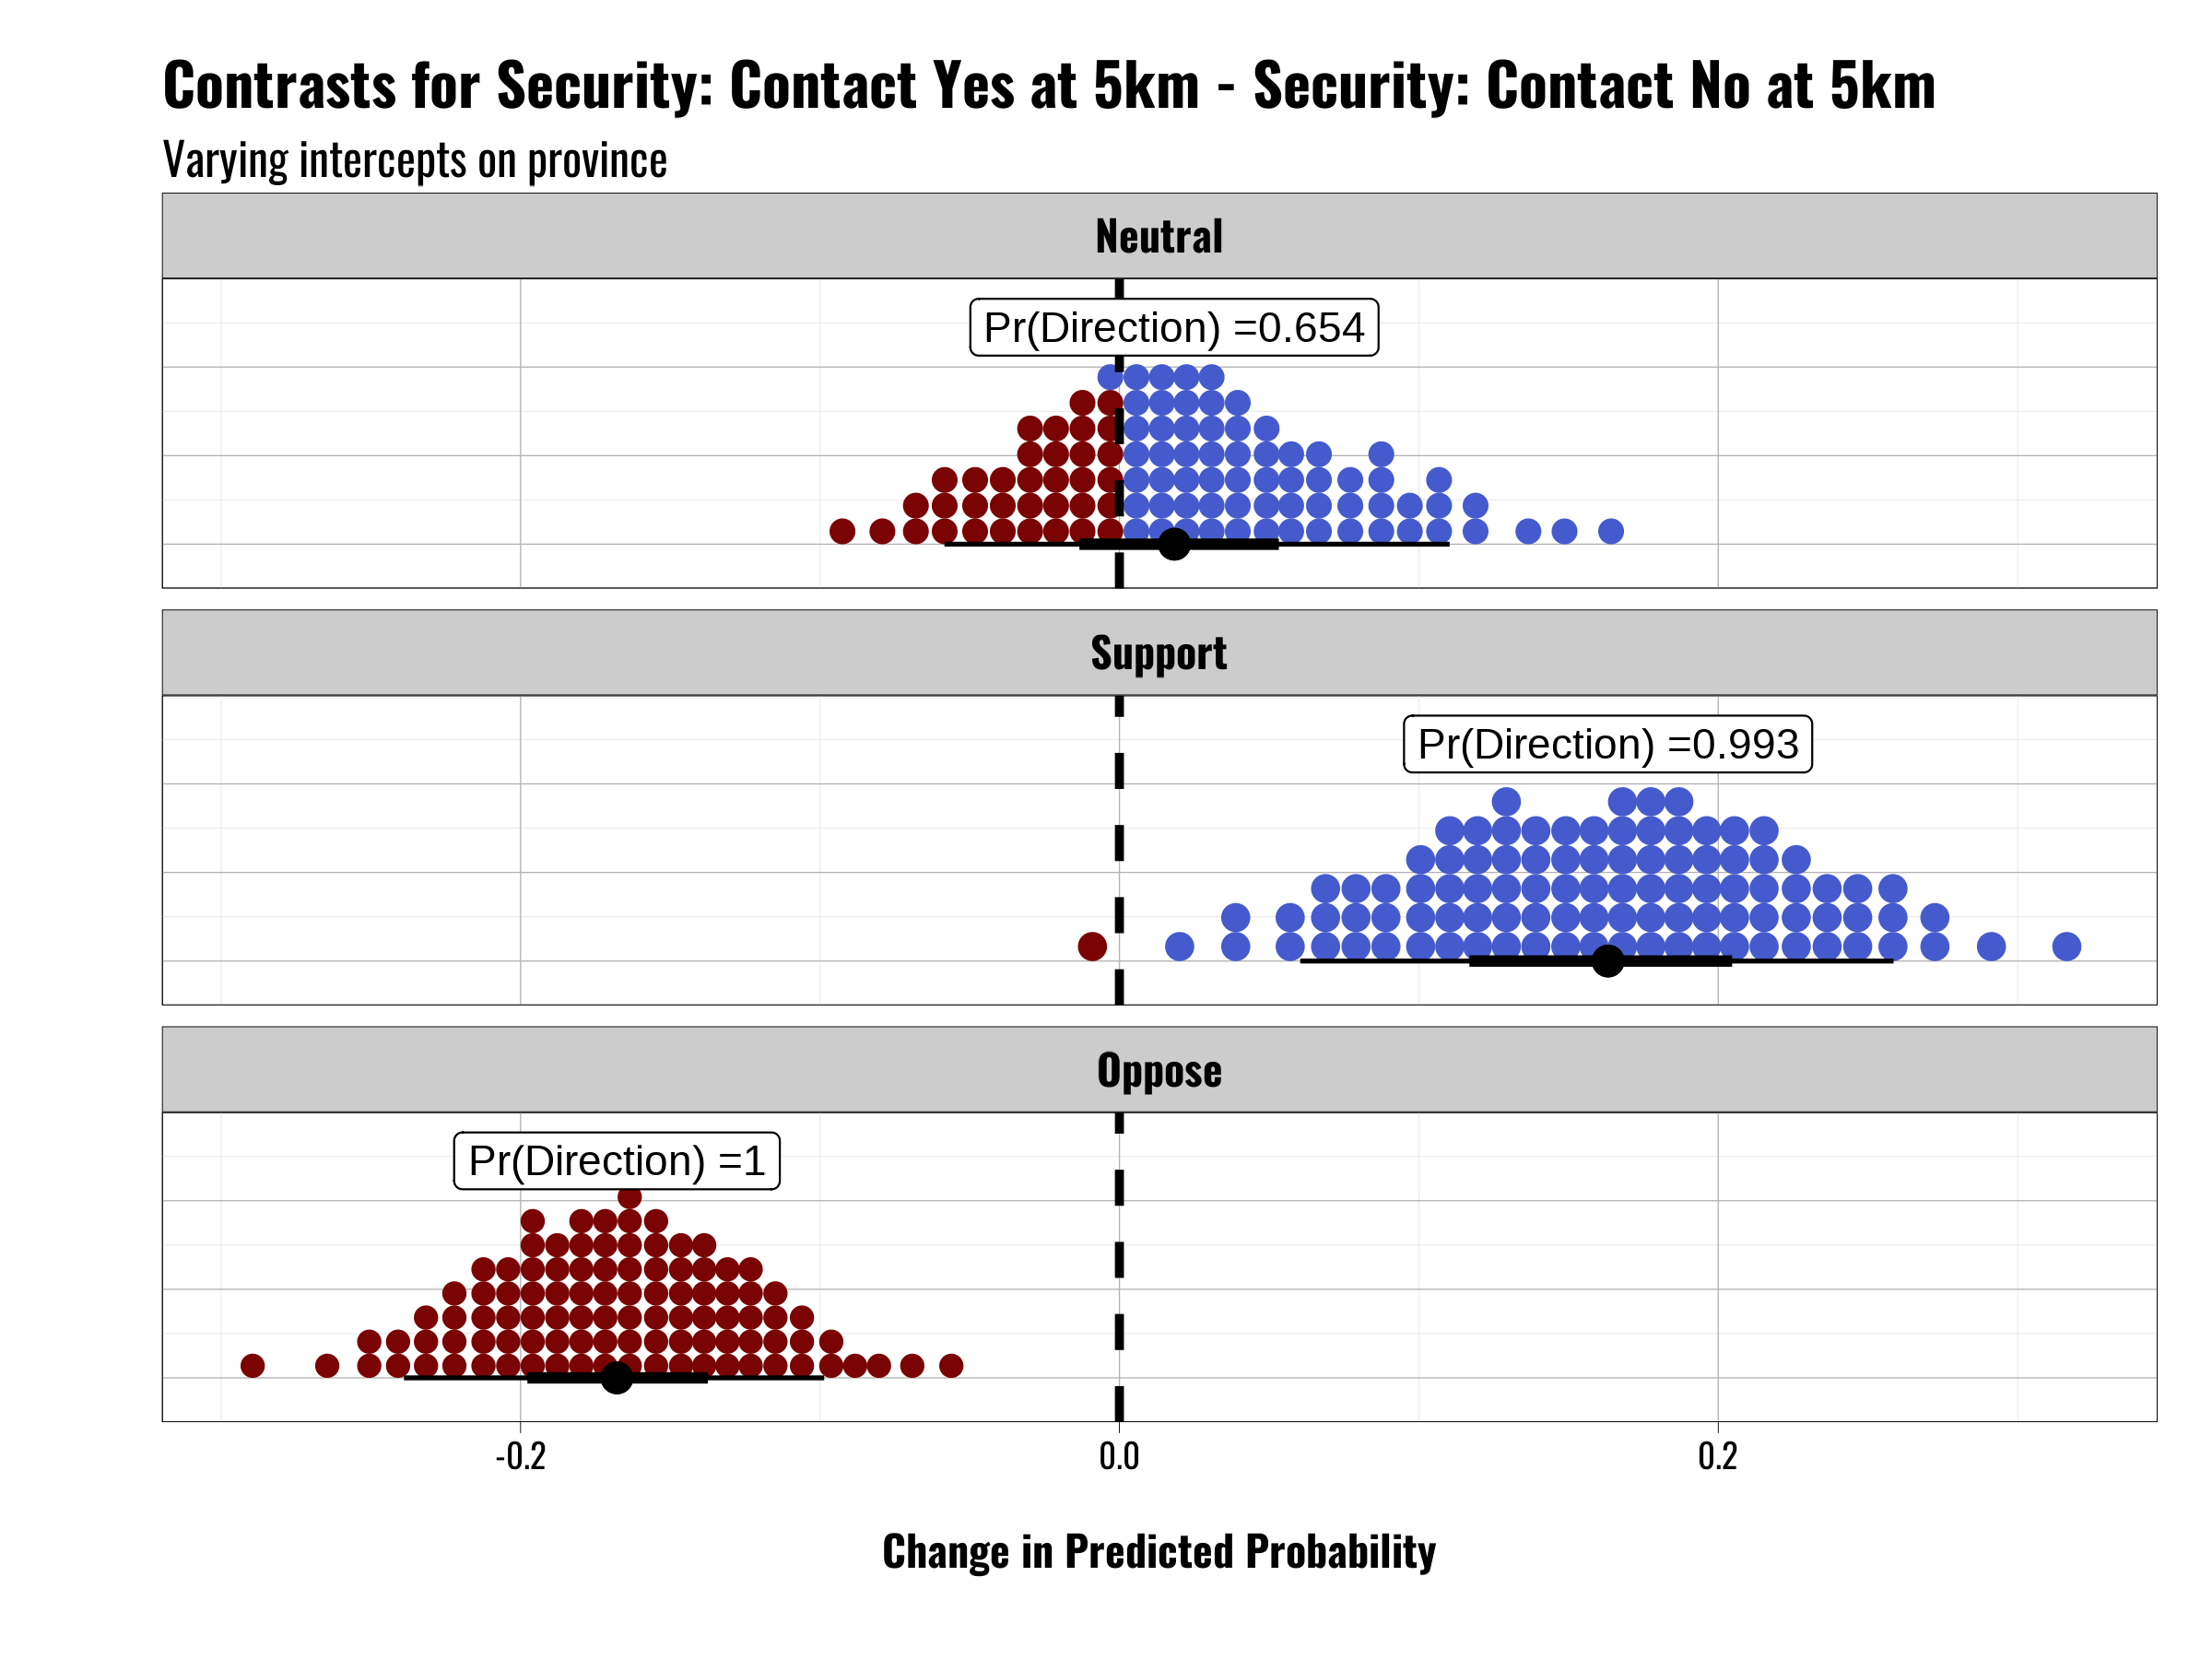 Contrasts for Security: Contact Yes at 5km - Security: Contact No at 5km
Varying intercepts on province
Neutral
Pr(Direction) =0.654
Support
Pr(Direction) =0.993
Oppose
Pr(Direction) =1
-0.2 0.0 0.2
Change in Predicted Probability